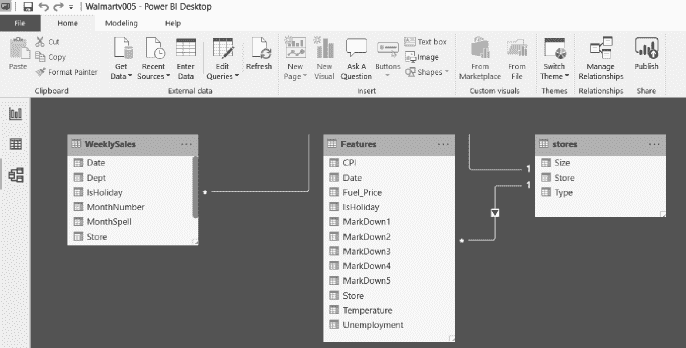 Walmartv005 - Power BI Desktop
File Home Modeling Help
Paste Cut Copy Format Painter
Clipboard
Get Data Recent Sources Enter Data Edit Queries Refresh
External data
New Page New Visual Ask A Question Buttons Text box Image Shapes
Insert
From Marketplace From File
Custom visuals
Switch Theme
Themes
Manage Relationships
Relationships
Publish
Share
WeeklySales ...
Date
Dept
IsHoliday
MonthNumber
MonthSpell
Store
*
Features ...
CPI
Date
Fuel_Price
IsHoliday
MarkDown1
MarkDown2
MarkDown3
MarkDown4
MarkDown5
Store
Temperature
Unemployment
*
stores ...
Size
Store
Type
1
1